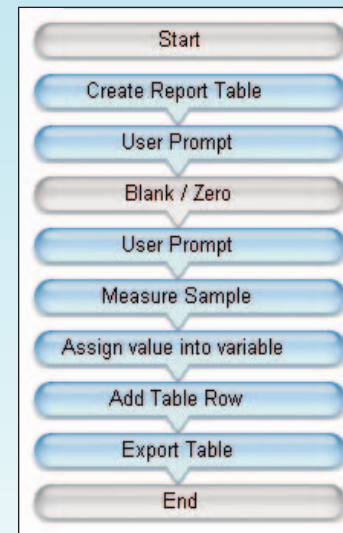 Start
Create Report Table
User Prompt
Blank / Zero
User Prompt
Measure Sample
Assign value into variable
Add Table Row
Export Table
End